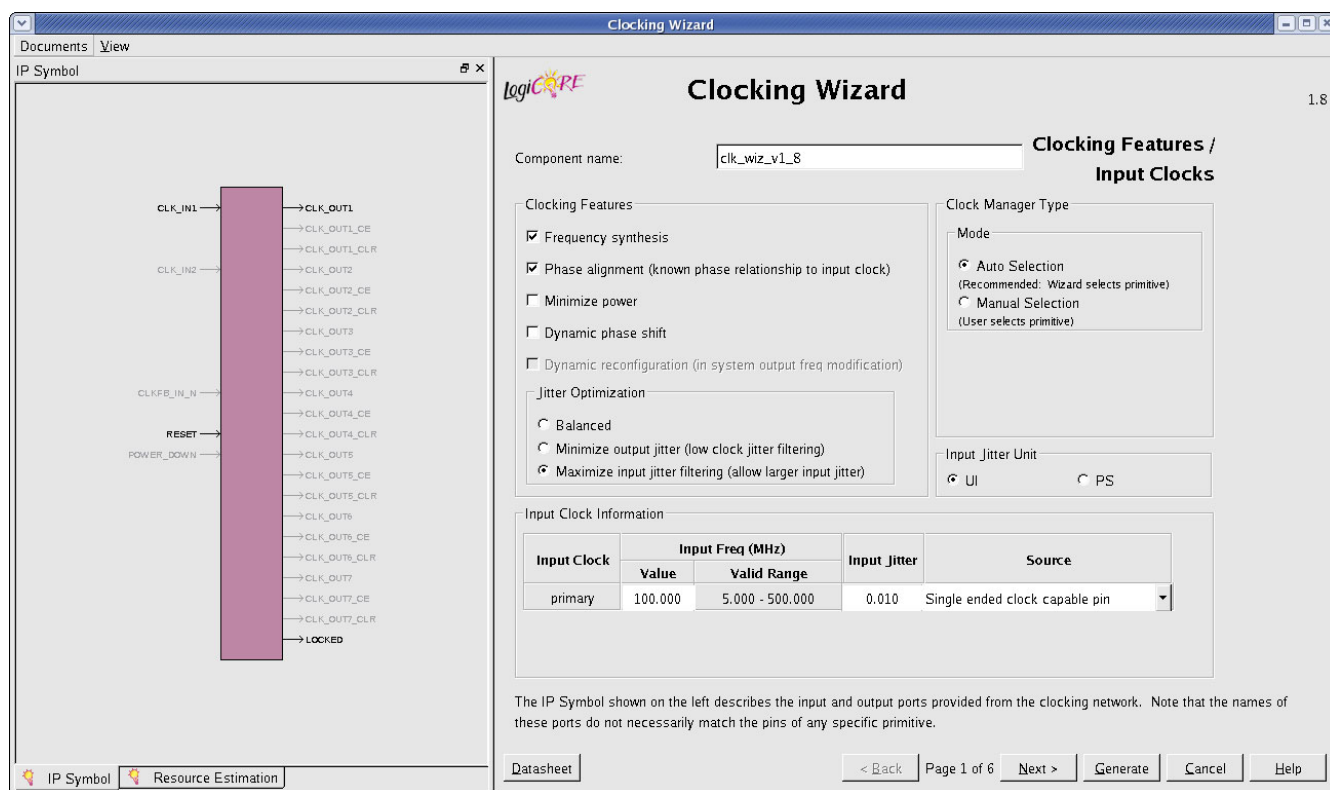 Clocking Wizard
Documents View
IP Symbol
CLK_IN1
CLK_IN2
CLKFB_IN_N
RESET
POWER_DOWN
CLK_OUT1
CLK_OUT1_CE
CLK_OUT1_CLR
CLK_OUT2
CLK_OUT2_CE
CLK_OUT2_CLR
CLK_OUT3
CLK_OUT3_CE
CLK_OUT3_CLR
CLK_OUT4
CLK_OUT4_CE
CLK_OUT4_CLR
CLK_OUT5
CLK_OUT5_CE
CLK_OUT5_CLR
CLK_OUT6
CLK_OUT6_CE
CLK_OUT6_CLR
CLK_OUT7
CLK_OUT7_CE
CLK_OUT7_CLR
LOCKED
IP Symbol Resource Estimation
LogiCORE
Clocking Wizard
1.8
Component name: clk_wiz_v1_8
Clocking Features /
Input Clocks
Clocking Features
Frequency synthesis
Phase alignment (known phase relationship to input clock)
Minimize power
Dynamic phase shift
Dynamic reconfiguration (in system output freq modification)
Jitter Optimization
Balanced
Minimize output jitter (low clock jitter filtering)
Maximize input jitter filtering (allow larger input jitter)
Clock Manager Type
Mode
Auto Selection
(Recommended: Wizard selects primitive)
Manual Selection
(User selects primitive)
Input Jitter Unit
UI PS
Input Clock Information
Input Clock Input Freq (MHz) Input Jitter Source
Value Valid Range
primary 100.000 5.000 - 500.000 0.010 Single ended clock capable pin
The IP Symbol shown on the left describes the input and output ports provided from the clocking network. Note that the names of
these ports do not necessarily match the pins of any specific primitive.
Datasheet < Back Page 1 of 6 Next > Generate Cancel Help